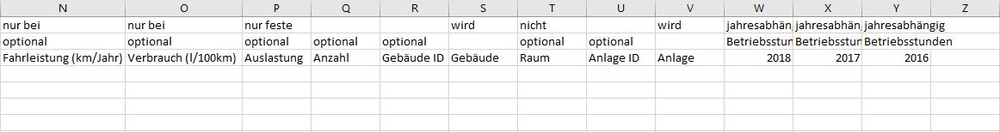 N O P Q R S T U V W X Y Z
nur bei nur bei nur feste wird nicht wird jahresabhän jahresabhän jahresabhängig
optional optional optional optional optional optional optional Betriebsstun Betriebsstun Betriebsstunden
Fahrleistung (km/Jahr) Verbrauch (l/100km) Auslastung Anzahl Gebäude ID Gebäude Raum Anlage ID Anlage 2018 2017 2016